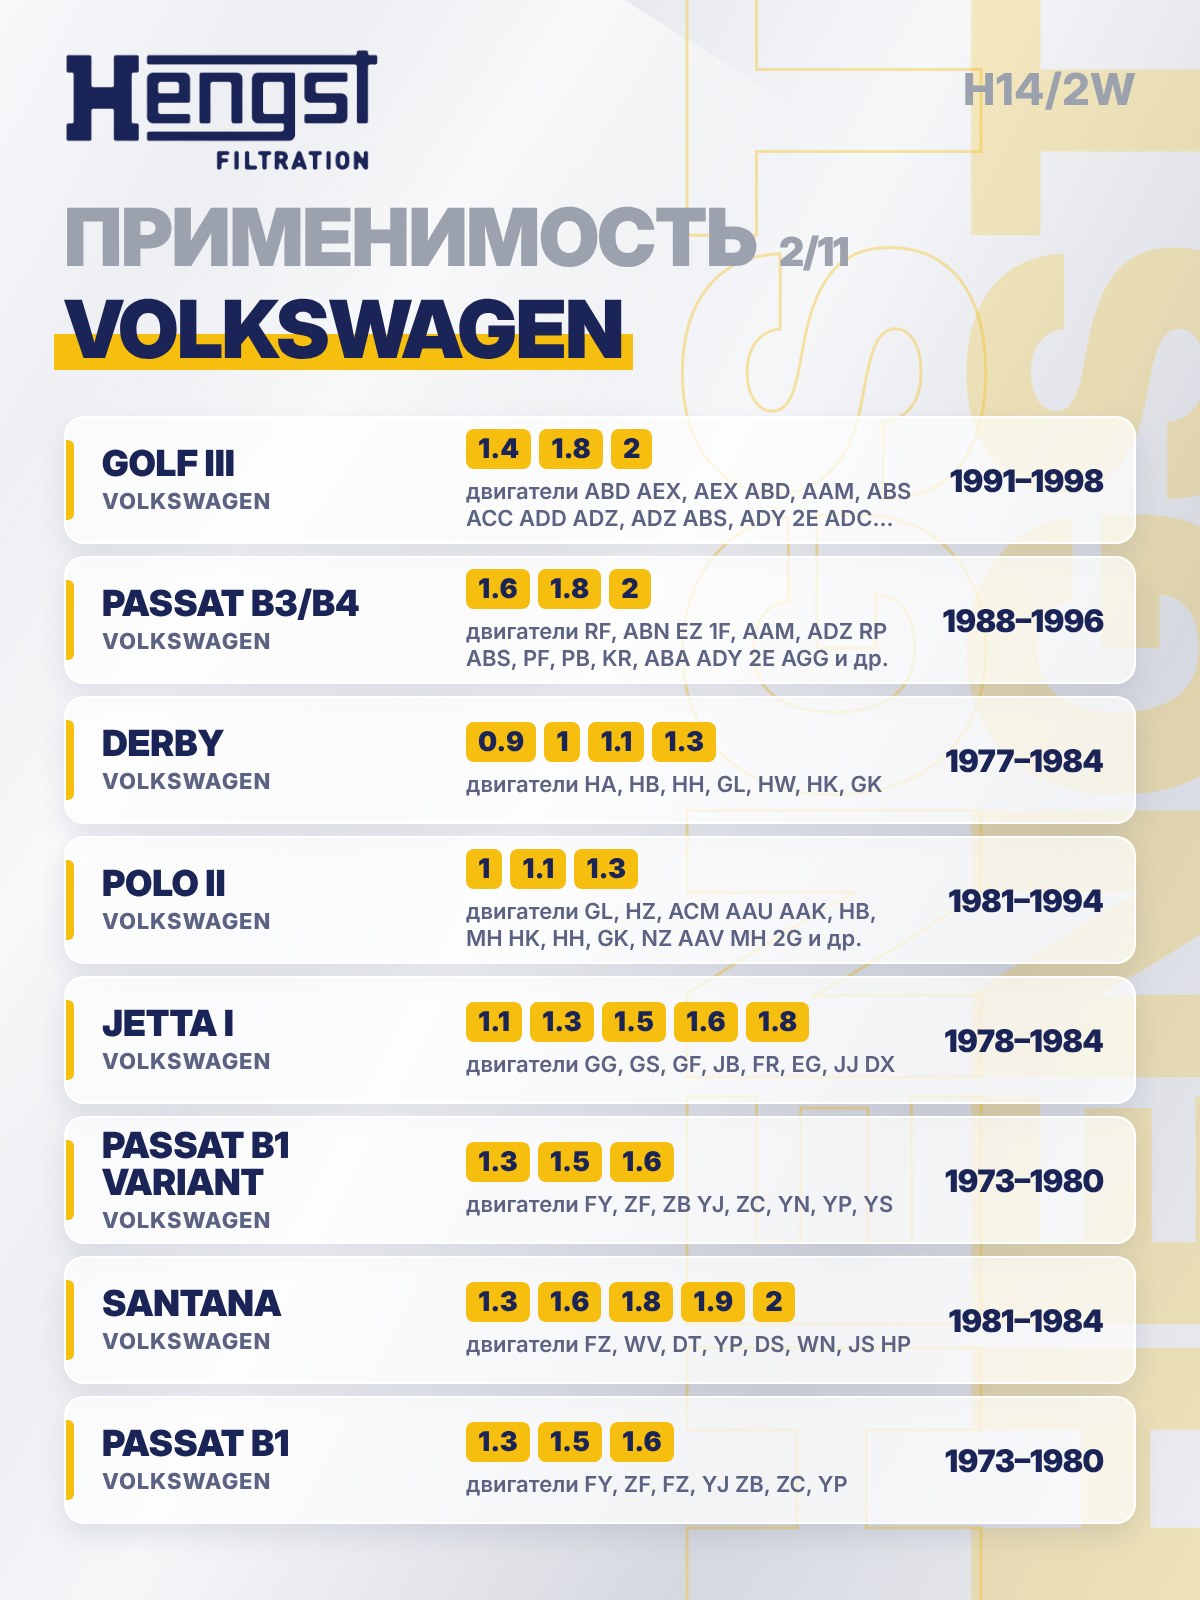 Hengst
FILTRATION
H14/2W
ПРИМЕНИМОСТЬ 2/11
VOLKSWAGEN
GOLF III
VOLKSWAGEN
1.4 1.8 2
двигатели ABD AEX, AEX ABD, AAM, ABS
ACC ADD ADZ, ADZ ABS, ADY 2E ADC...
1991–1998
PASSAT B3/B4
VOLKSWAGEN
1.6 1.8 2
двигатели RF, ABN EZ 1F, AAM, ADZ RP
ABS, PF, PB, KR, ABA ADY 2E AGG и др.
1988–1996
DERBY
VOLKSWAGEN
0.9 1 1.1 1.3
двигатели HA, HB, HH, GL, HW, HK, GK
1977–1984
POLO II
VOLKSWAGEN
1 1.1 1.3
двигатели GL, HZ, ACM AAU AAK, HB,
MH HK, HH, GK, NZ AAV MH 2G и др.
1981–1994
JETTA I
VOLKSWAGEN
1.1 1.3 1.5 1.6 1.8
двигатели GG, GS, GF, JB, FR, EG, JJ DX
1978–1984
PASSAT B1
VARIANT
VOLKSWAGEN
1.3 1.5 1.6
двигатели FY, ZF, ZB YJ, ZC, YN, YP, YS
1973–1980
SANTANA
VOLKSWAGEN
1.3 1.6 1.8 1.9 2
двигатели FZ, WV, DT, YP, DS, WN, JS HP
1981–1984
PASSAT B1
VOLKSWAGEN
1.3 1.5 1.6
двигатели FY, ZF, FZ, YJ ZB, ZC, YP
1973–1980